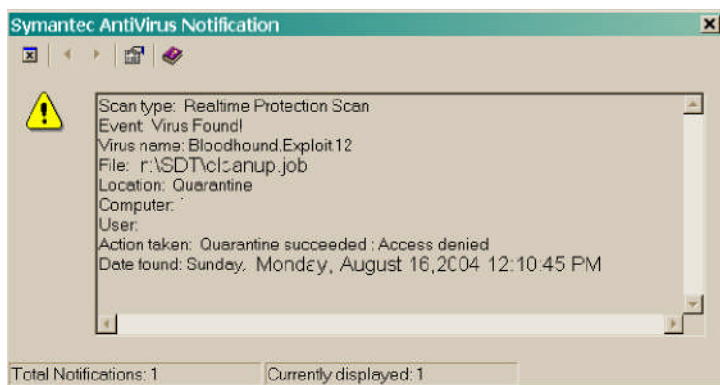 Symantec AntiVirus Notification
Scan type: Realtime Protection Scan
Event: Virus Found!
Virus name: Bloodhound.Exploit.12
File: r:\SDT\cleanup.job
Location: Quarantine
Computer:
User:
Action taken: Quarantine succeeded : Access denied
Date found: Sunday, Monday, August 16,2004 12:10:45 PM
Total Notifications: 1
Currently displayed: 1